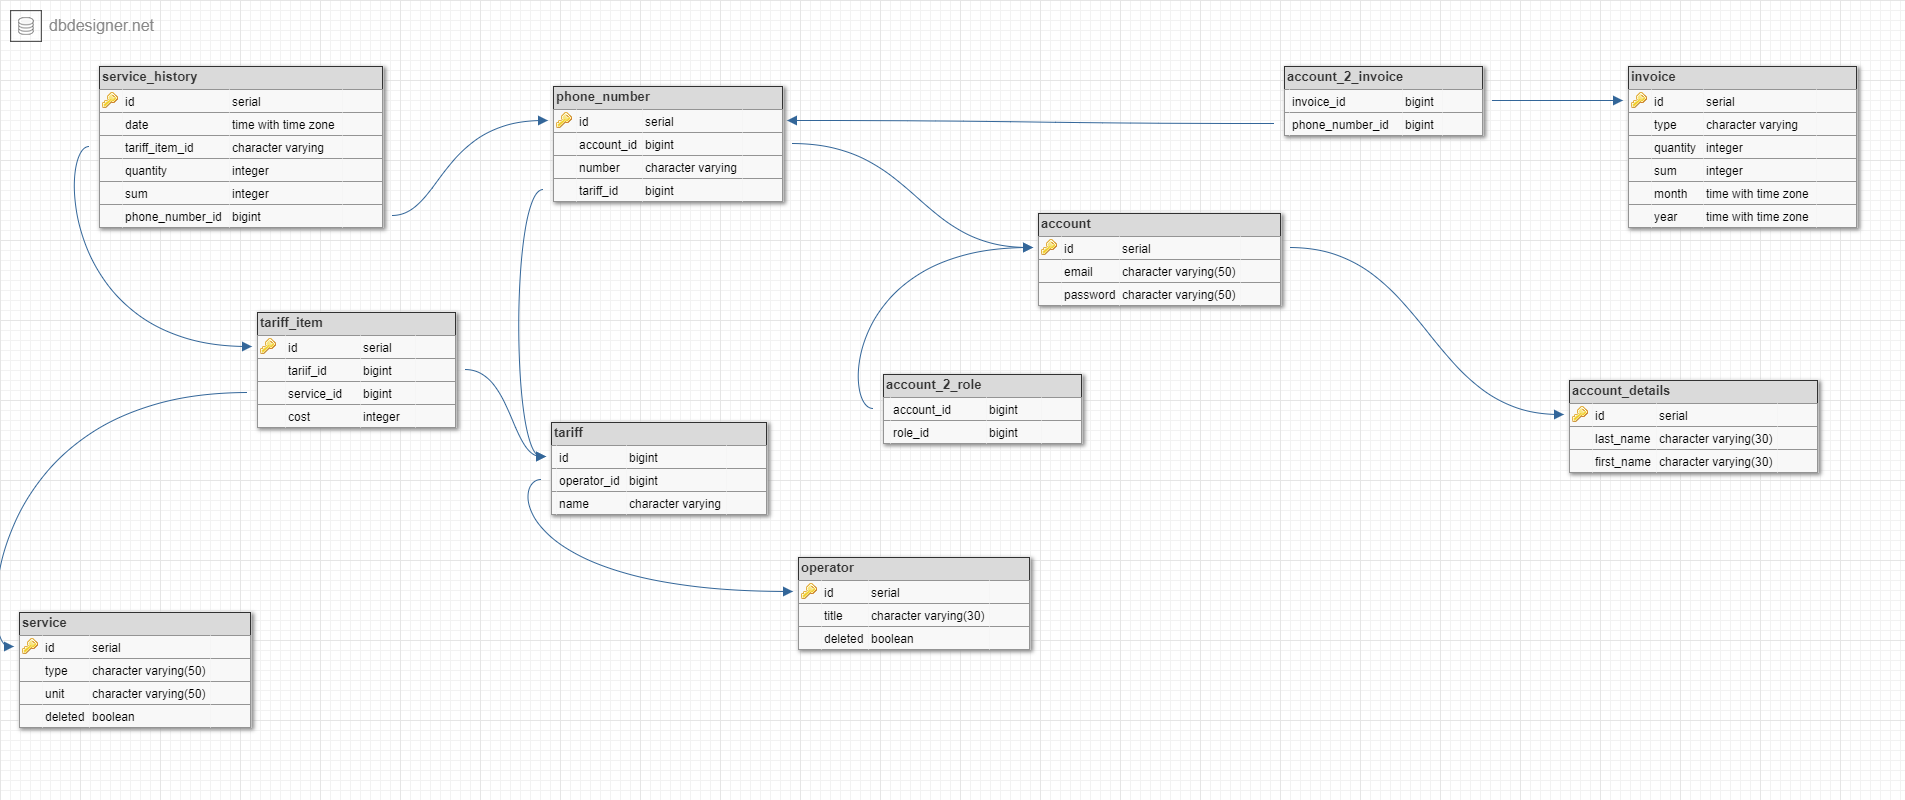 dbdesigner.net
service_history
id serial
date time with time zone
tariff_item_id character varying
quantity integer
sum integer
phone_number_id bigint
phone_number
id serial
account_id bigint
number character varying
tariff_id bigint
account_2_invoice
invoice_id bigint
phone_number_id bigint
invoice
id serial
type character varying
quantity integer
sum integer
month time with time zone
year time with time zone
account
id serial
email character varying(50)
password character varying(50)
tariff_item
id serial
tariif_id bigint
service_id bigint
cost integer
account_2_role
account_id bigint
role_id bigint
account_details
id serial
last_name character varying(30)
first_name character varying(30)
tariff
id bigint
operator_id bigint
name character varying
operator
id serial
title character varying(30)
deleted boolean
service
id serial
type character varying(50)
unit character varying(50)
deleted boolean